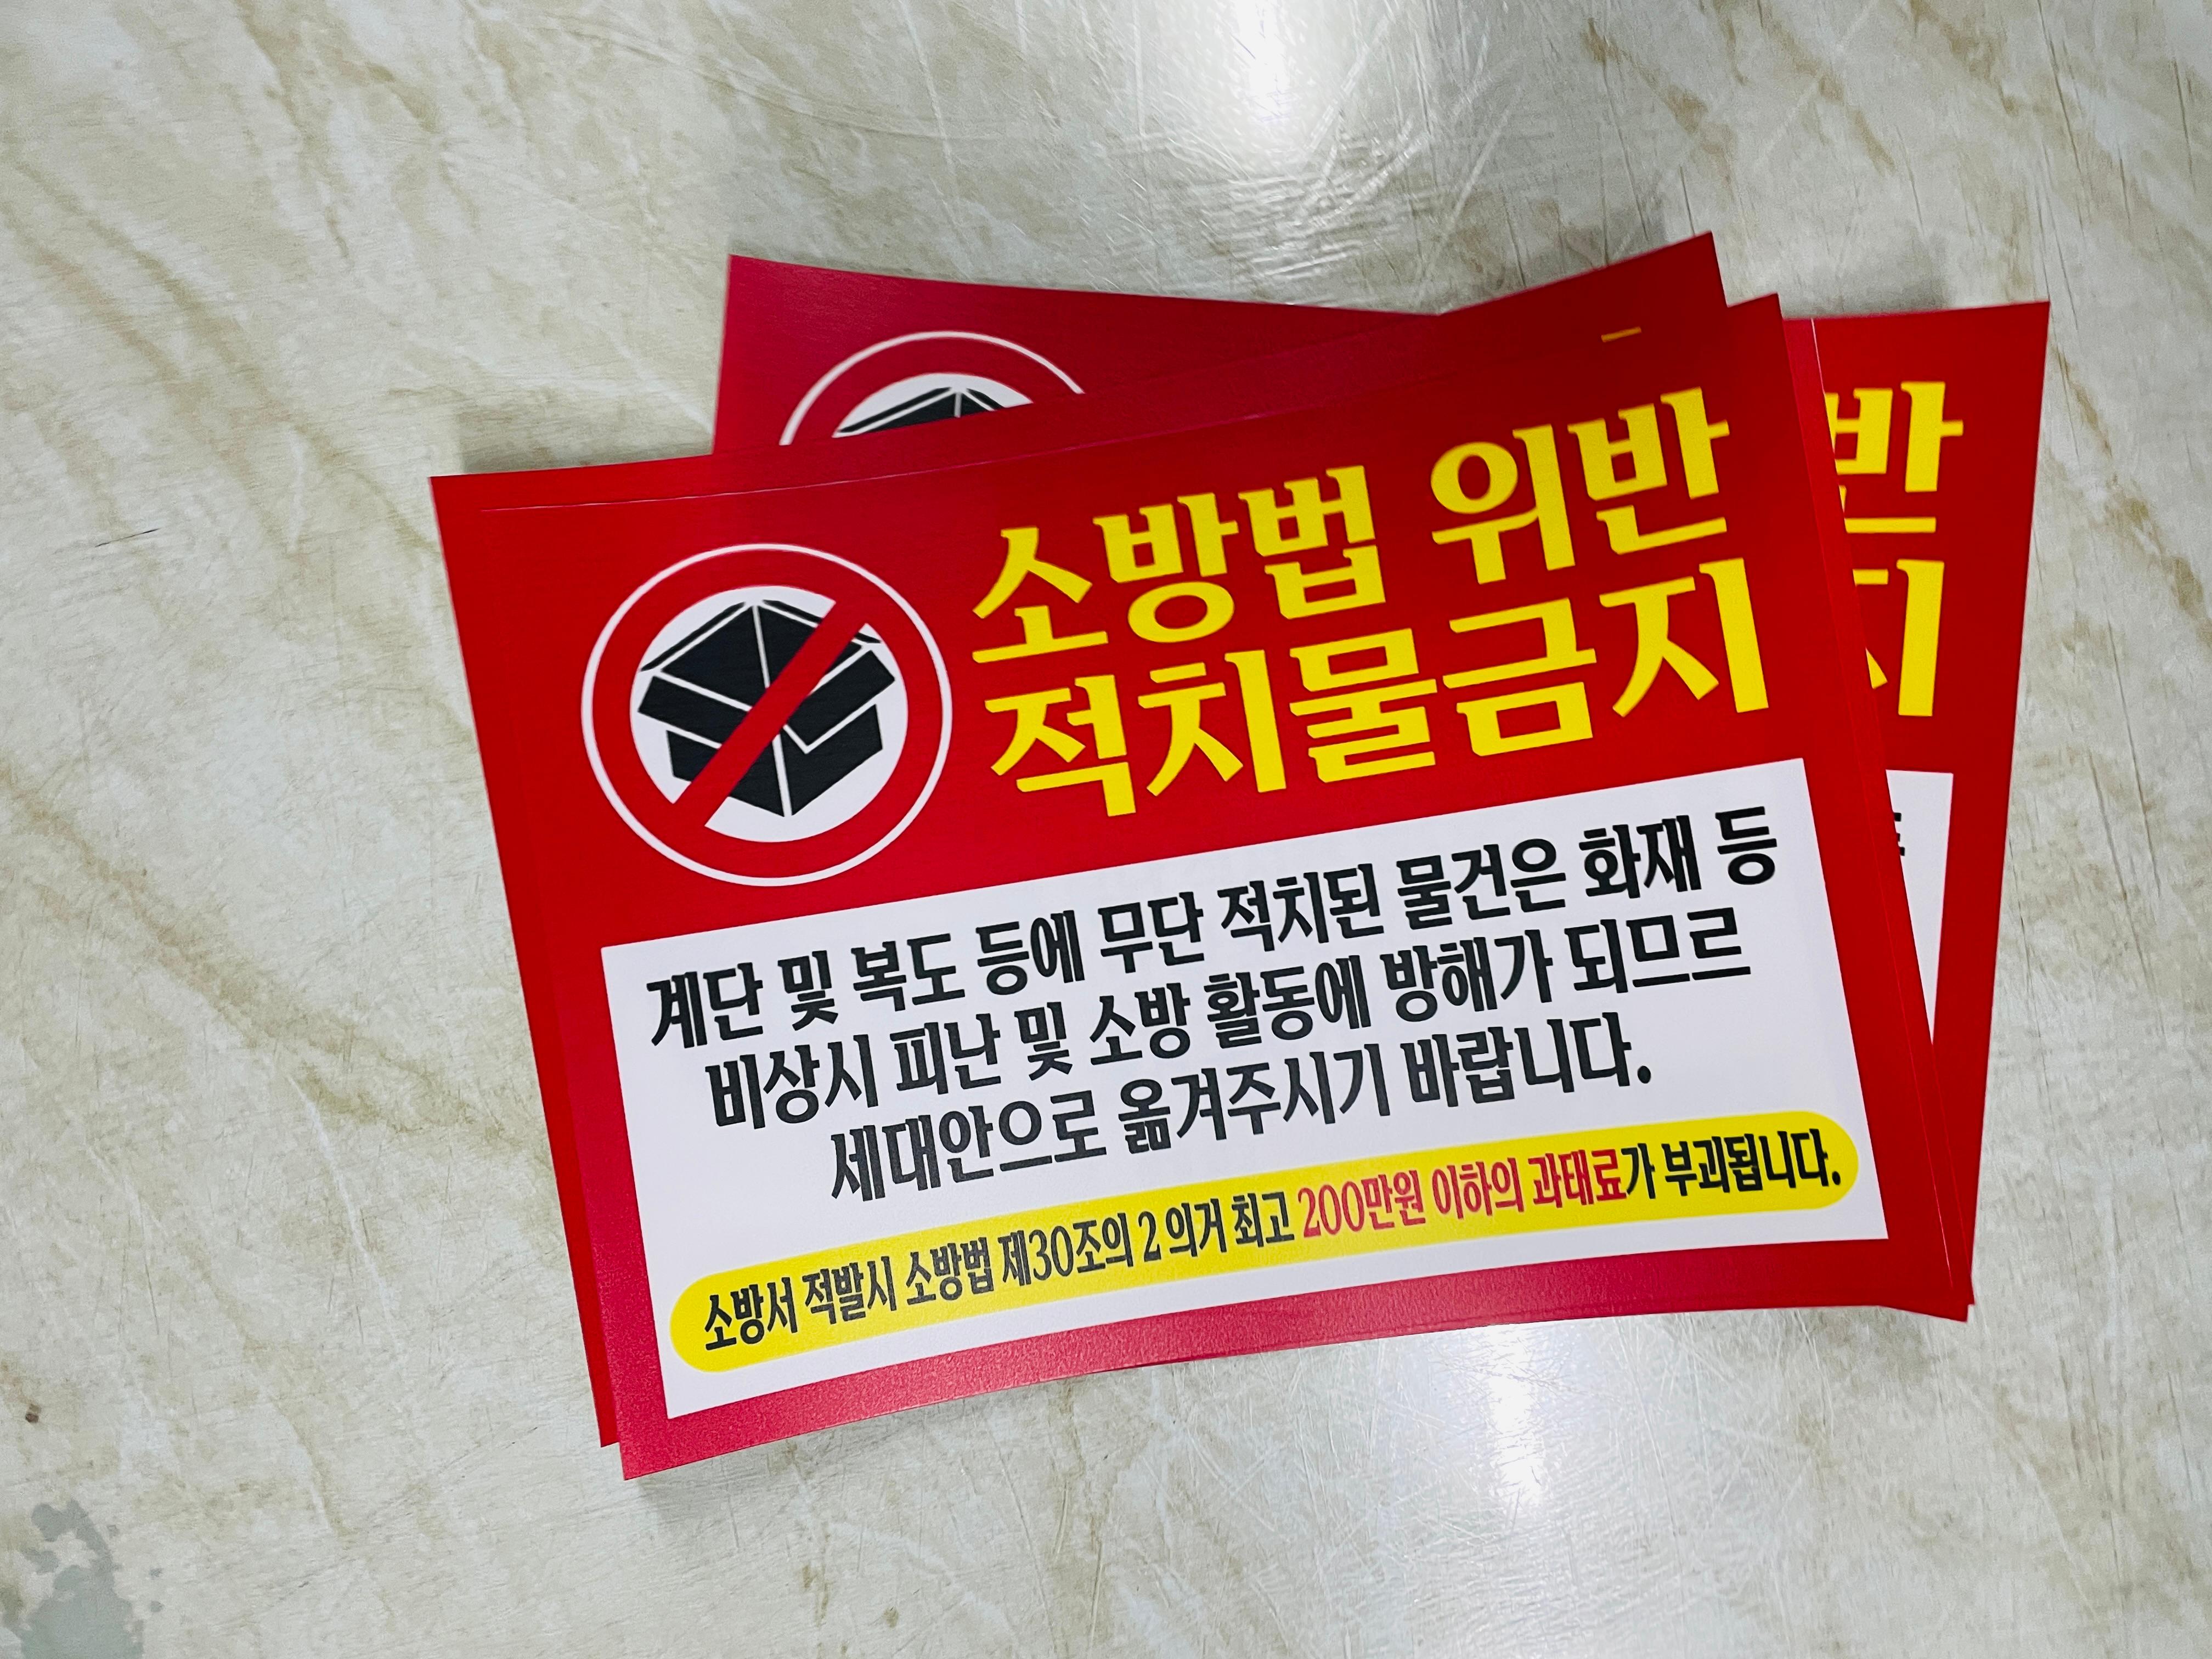 소방법 위반
적치물금지
계단 및 복도 등에 무단 적치된 물건은 화재 등
비상시 피난 및 소방 활동에 방해가 되므르
세대안으로 옮겨주시기 바랍니다.
소방서 적발시 소방법 제30조의 2 의거 최고 200만원 이하의 과태료가 부괴됩니다.
반
지